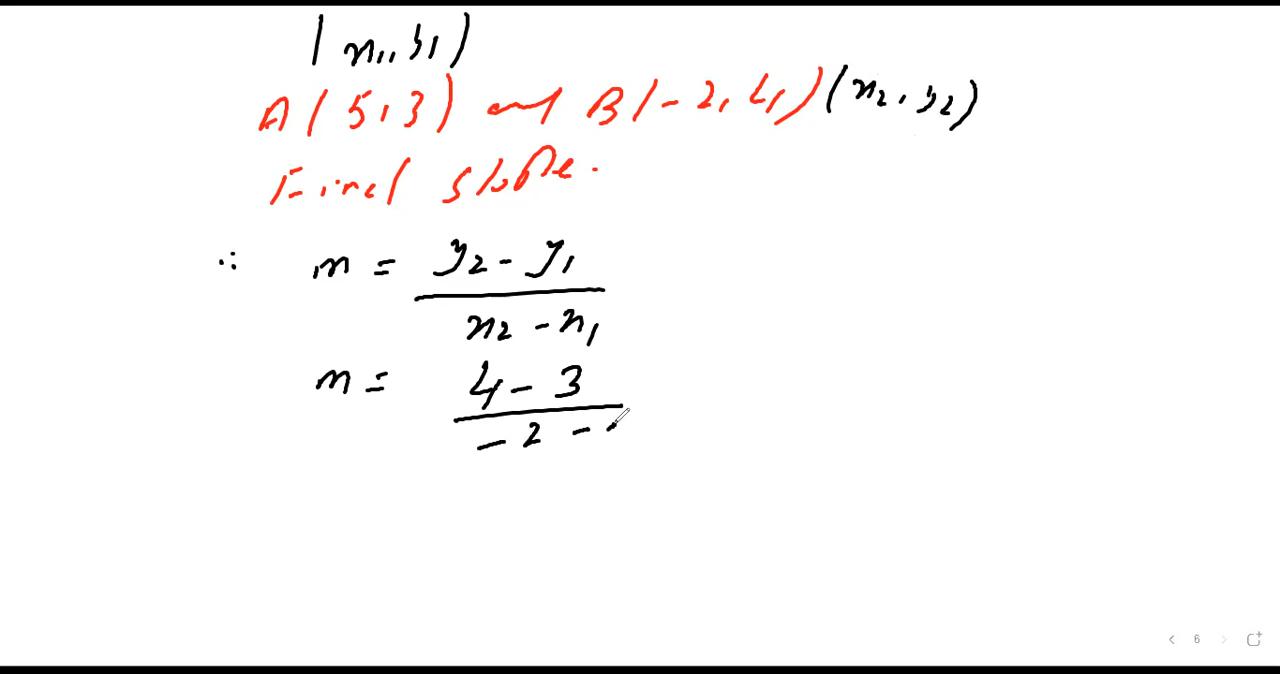 (x1, y1)
A(5, 3) and B(-2, 4) (x2, y2)
Find slope.
∴ m = y2 - y1
x2 - x1
m = 4 - 3
- 2 -
6